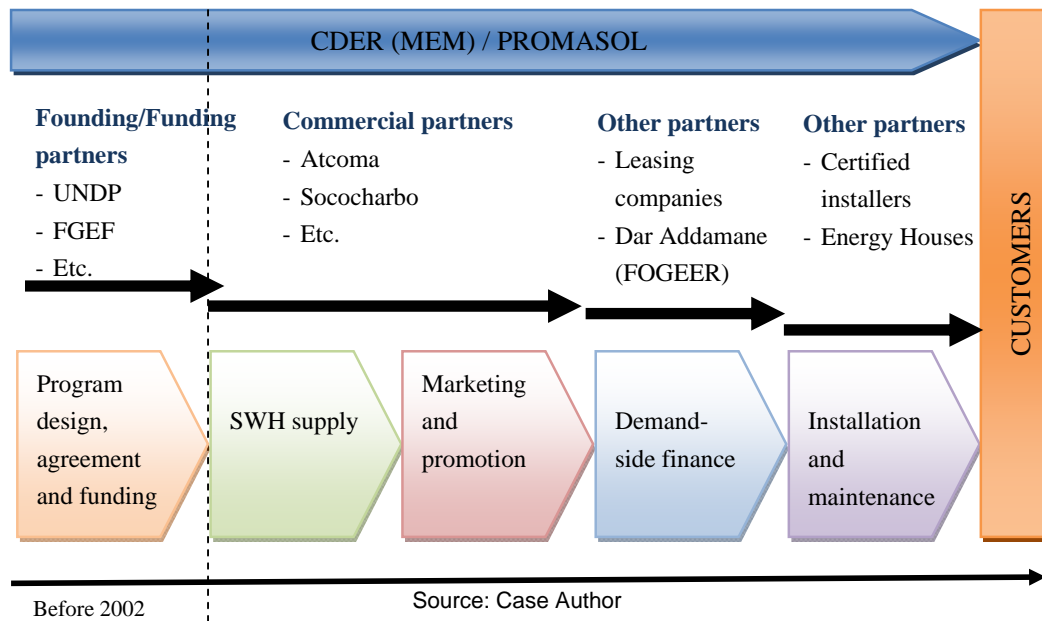 CDER (MEM) / PROMASOL
Founding/Funding
partners
- UNDP
- FGEF
- Etc.
Commercial partners
- Atcoma
- Sococharbo
- Etc.
Other partners
- Leasing
companies
- Dar Addamane
(FOGEER)
Other partners
- Certified
installers
- Energy Houses
CUSTOMERS
Program
design,
agreement
and funding
SWH supply
Marketing
and
promotion
Demand-
side finance
Installation
and
maintenance
Before 2002
Source: Case Author